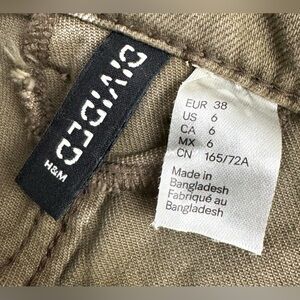 DIVIDED
H&M
EUR 38
US 6
CA 6
MX 6
CN 165/72A
Made in
Bangladesh
Fabriqué au
Bangladesh